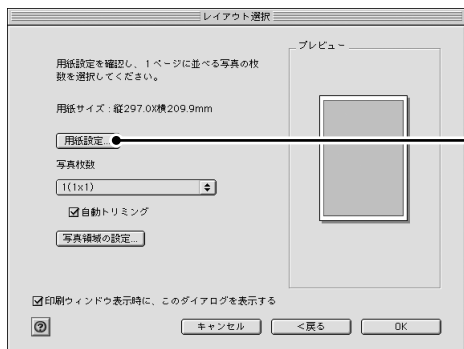 レイアウト選択
用紙設定を確認し、1ページに並べる写真の枚
数を選択してください。
用紙サイズ：縦297.0X横209.9mm
用紙設定...
写真枚数
1(1x1)
自動トリミング
写真領域の設定...
プレビュー
印刷ウィンドウ表示時に、このダイアログを表示する
?
キャンセル
<戻る
OK